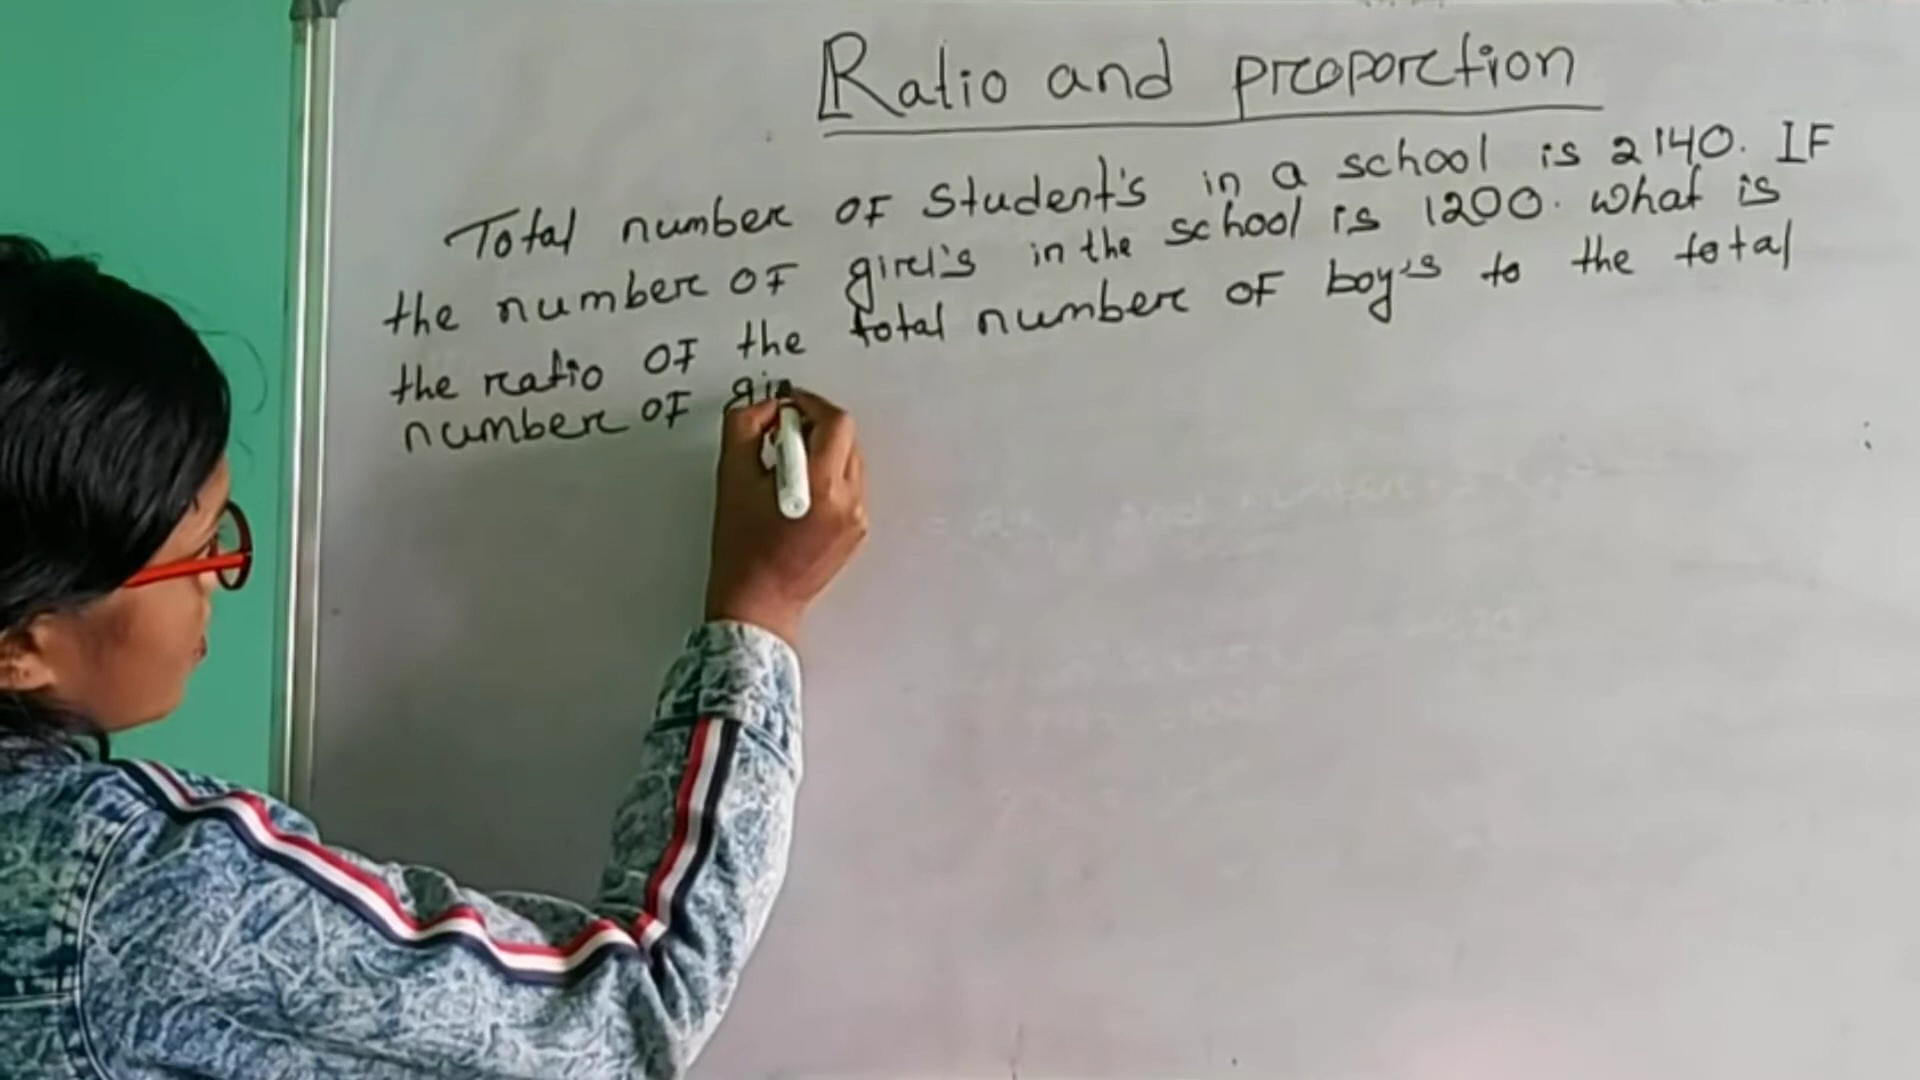 Ratio and proportion
Total number OF student's in a school is 2140. IF
the number OF girl's in the school is 1200. what is
the ratio OF the total number OF boy's to the total
number OF gi